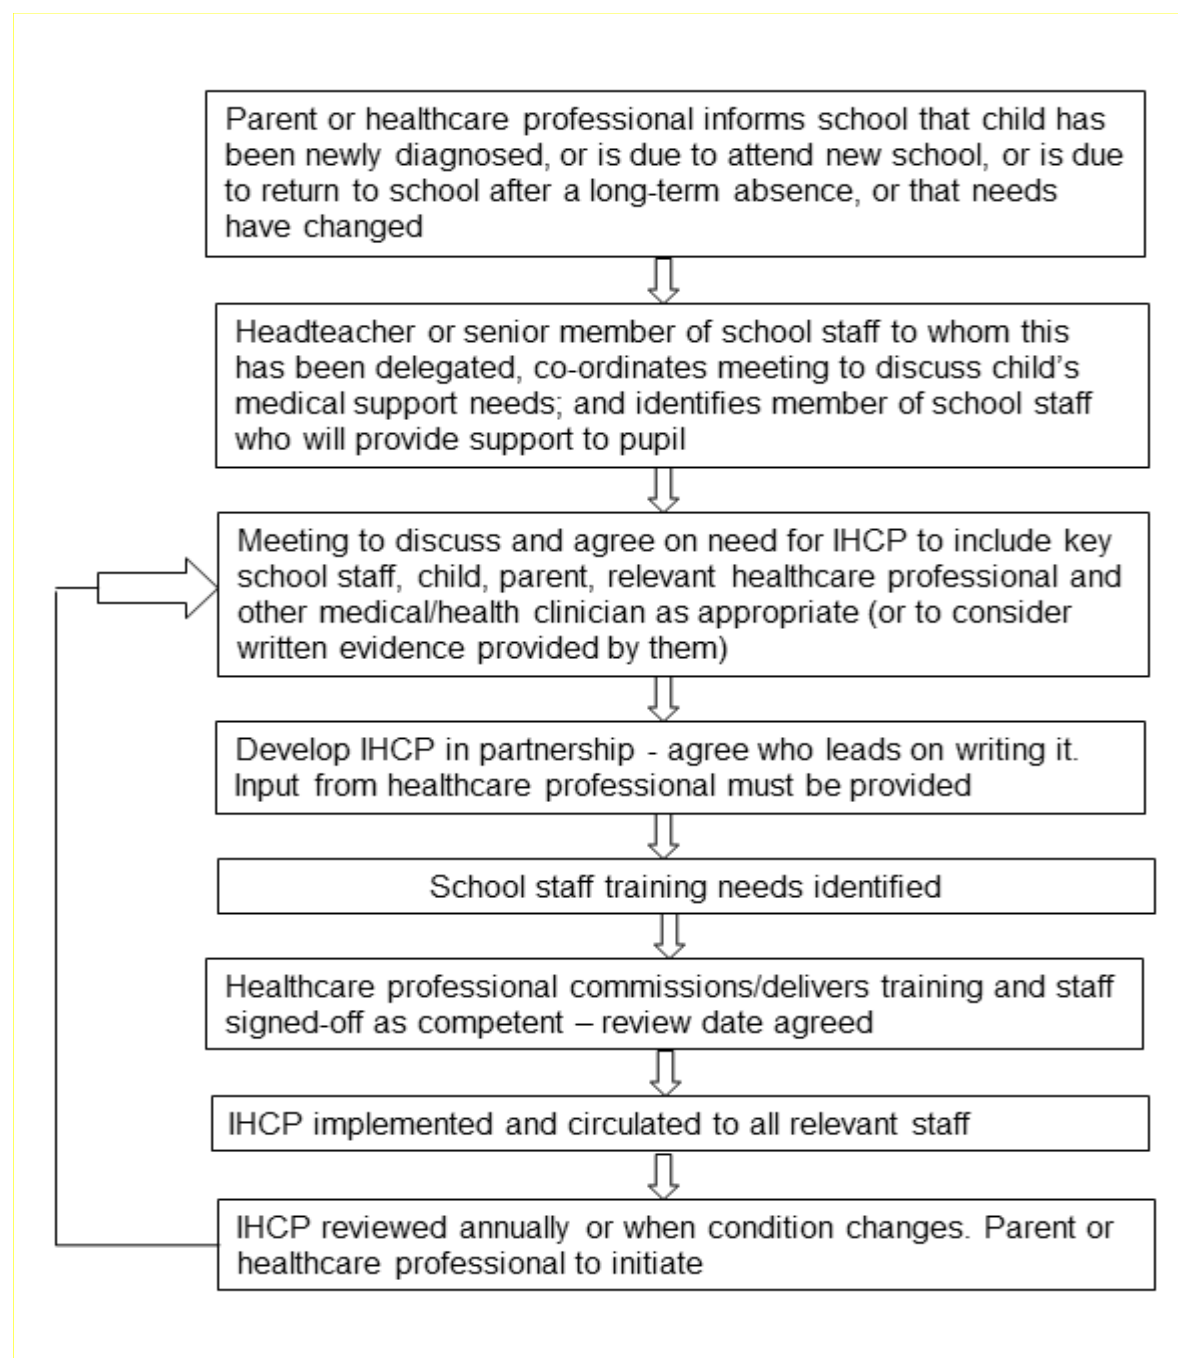 Parent or healthcare professional informs school that child has
been newly diagnosed, or is due to attend new school, or is due
to return to school after a long-term absence, or that needs
have changed
Headteacher or senior member of school staff to whom this
has been delegated, co-ordinates meeting to discuss child’s
medical support needs; and identifies member of school staff
who will provide support to pupil
Meeting to discuss and agree on need for IHCP to include key
school staff, child, parent, relevant healthcare professional and
other medical/health clinician as appropriate (or to consider
written evidence provided by them)
Develop IHCP in partnership - agree who leads on writing it.
Input from healthcare professional must be provided
School staff training needs identified
Healthcare professional commissions/delivers training and staff
signed-off as competent – review date agreed
IHCP implemented and circulated to all relevant staff
IHCP reviewed annually or when condition changes. Parent or
healthcare professional to initiate